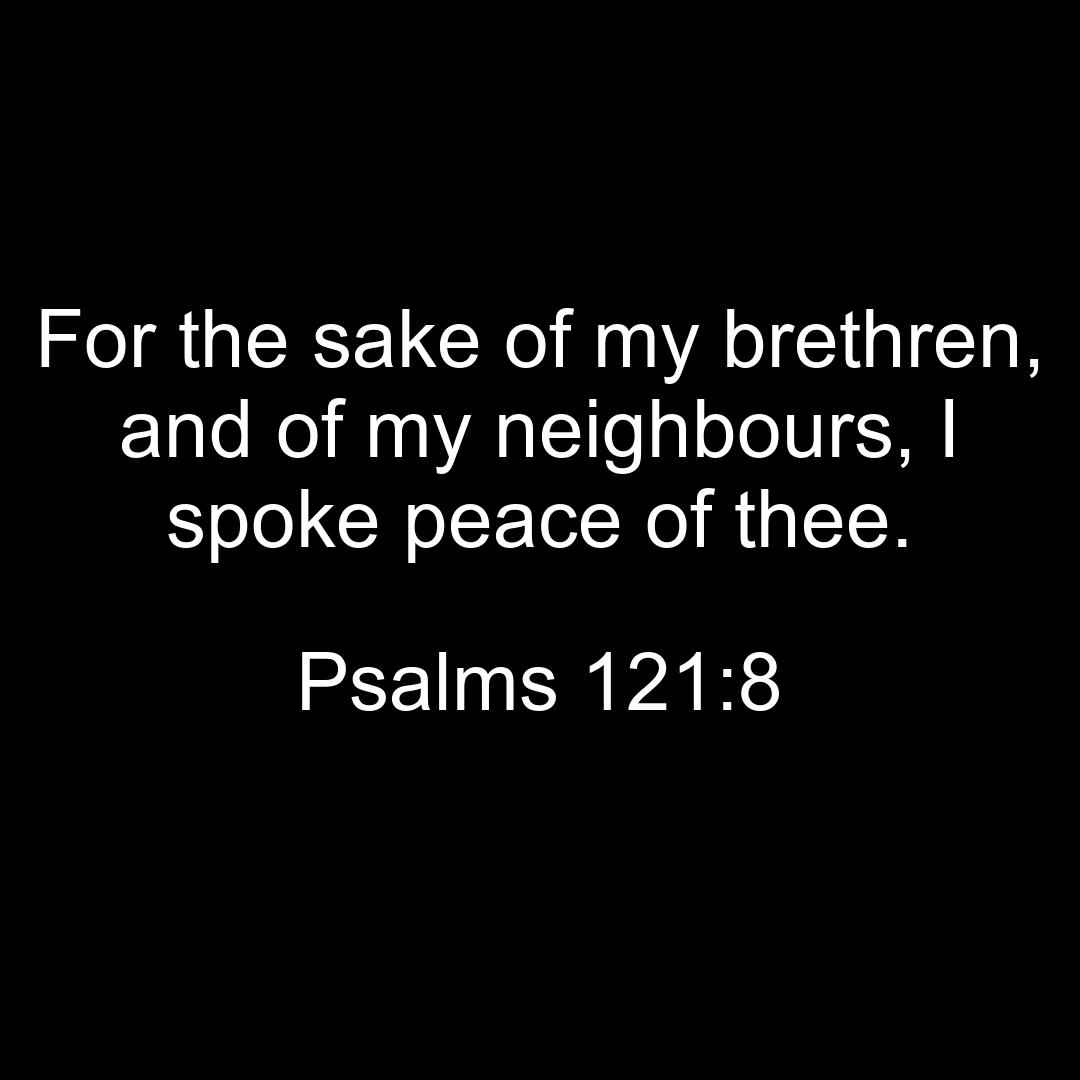 For the sake of my brethren,
and of my neighbours, I
spoke peace of thee.
Psalms 121:8